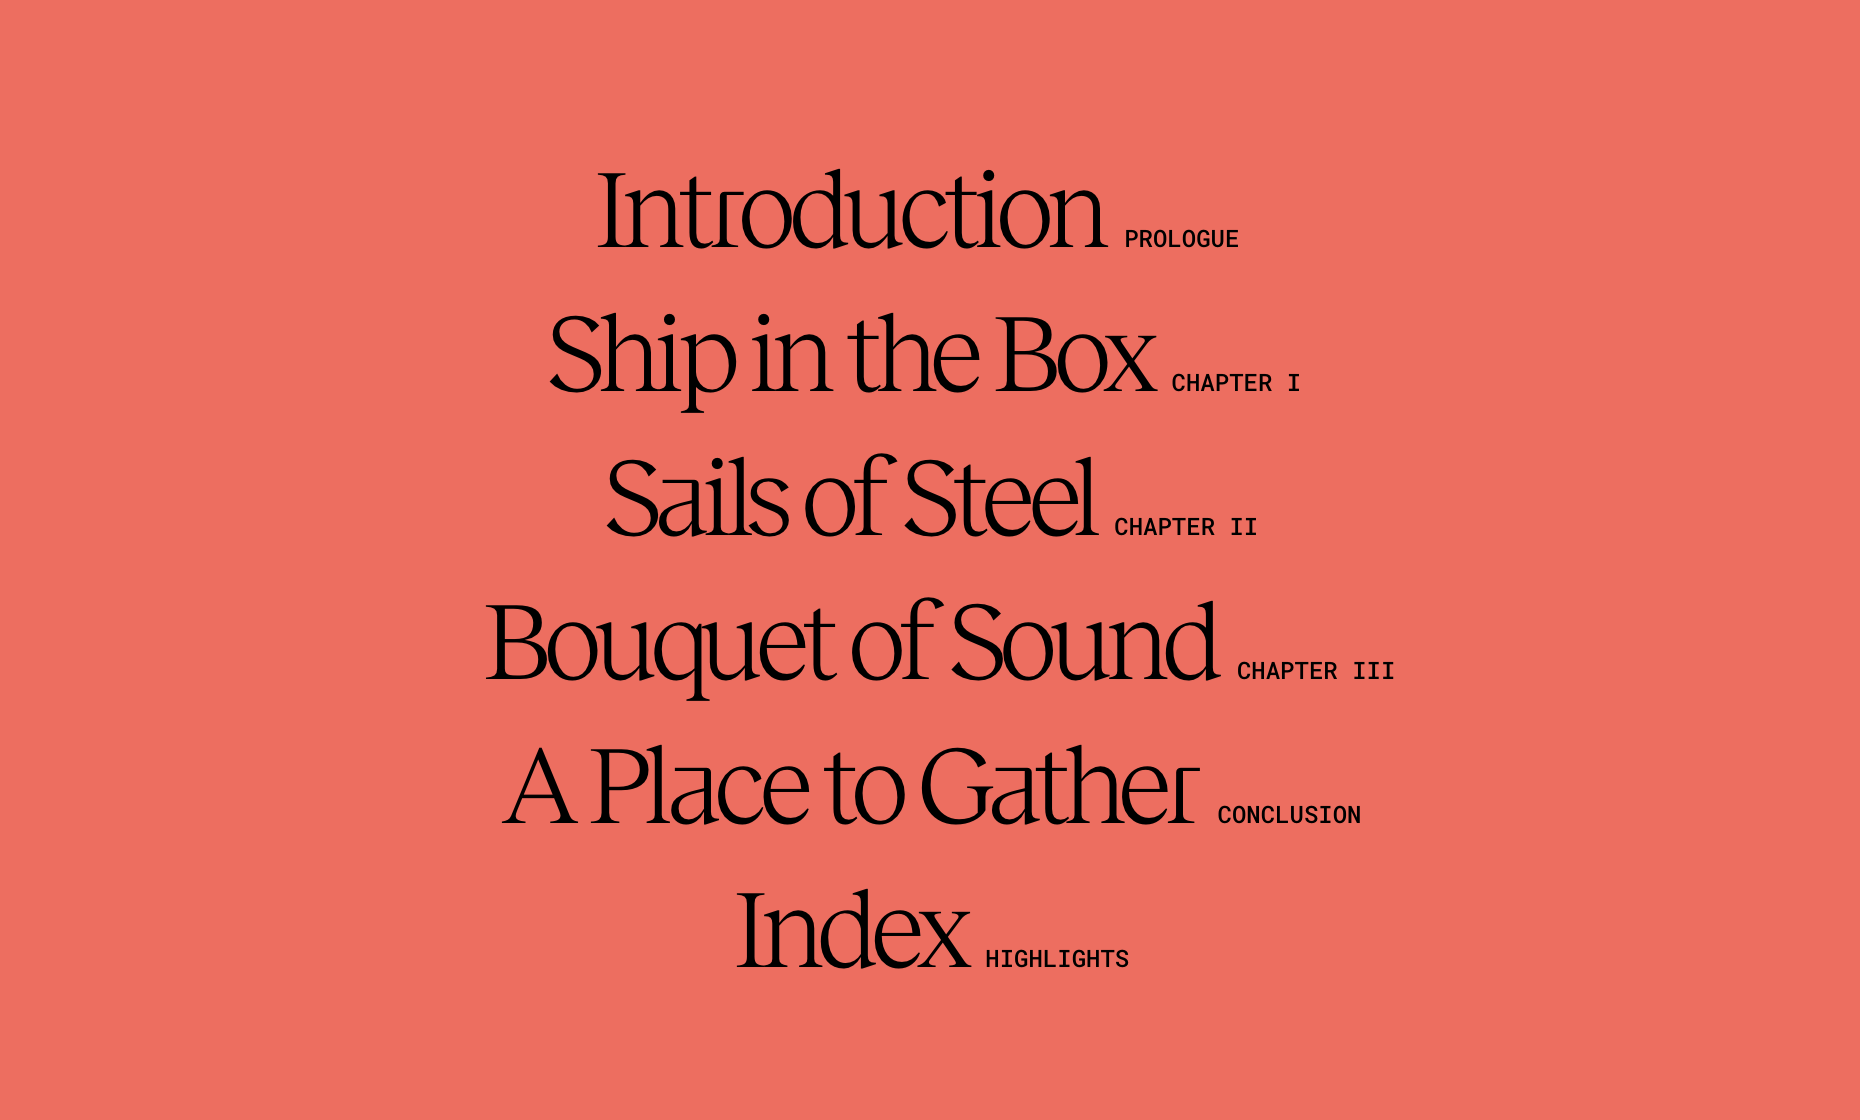 Introduction PROLOGUE
Ship in the Box CHAPTER I
Sails of Steel CHAPTER II
Bouquet of Sound CHAPTER III
A Place to Gather CONCLUSION
Index HIGHLIGHTS